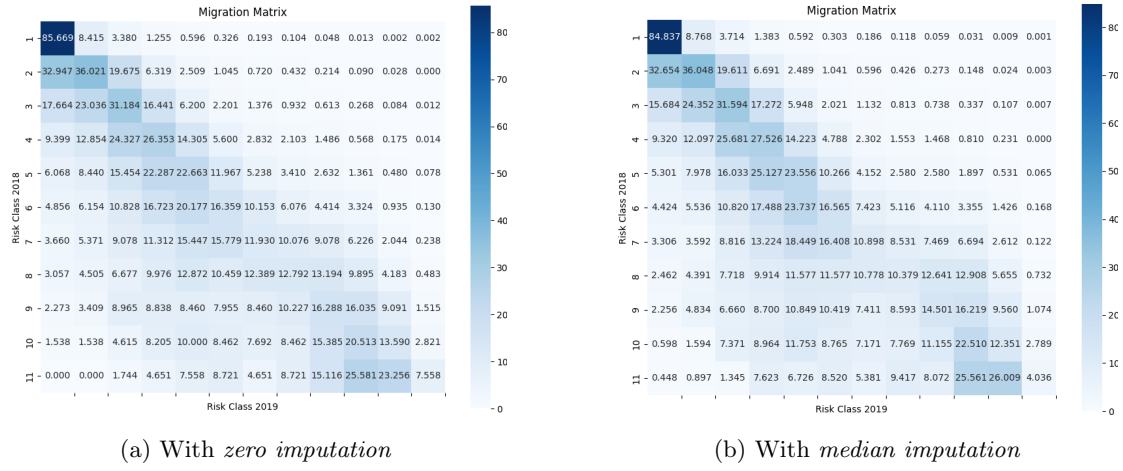 Migration Matrix
1 85.669 8.415 3.380 1.255 0.596 0.326 0.193 0.104 0.048 0.013 0.002 0.002
2 32.947 36.021 19.675 6.319 2.509 1.045 0.720 0.432 0.214 0.090 0.028 0.000
3 17.664 23.036 31.184 16.441 6.200 2.201 1.376 0.932 0.613 0.268 0.084 0.012
4 9.399 12.854 24.327 26.353 14.305 5.600 2.832 2.103 1.486 0.568 0.175 0.014
5 6.068 8.440 15.454 22.287 22.663 11.967 5.238 3.410 2.632 1.361 0.480 0.078
6 4.856 6.154 10.828 16.723 20.177 16.359 10.153 6.076 4.414 3.324 0.935 0.130
7 3.660 5.371 9.078 11.312 15.447 15.779 11.930 10.076 9.078 6.226 2.044 0.238
8 3.057 4.505 6.677 9.976 12.872 10.459 12.389 12.792 13.194 9.895 4.183 0.483
9 2.273 3.409 8.965 8.838 8.460 7.955 8.460 10.227 16.288 16.035 9.091 1.515
10 1.538 1.538 4.615 8.205 10.000 8.462 7.692 8.462 15.385 20.513 13.590 2.821
11 0.000 0.000 1.744 4.651 7.558 8.721 4.651 8.721 15.116 25.581 23.256 7.558
Risk Class 2018
Risk Class 2019
80
70
60
50
40
30
20
10
0
(a) With zero imputation
Migration Matrix
1 84.837 8.768 3.714 1.383 0.592 0.303 0.186 0.118 0.059 0.031 0.009 0.001
2 32.654 36.048 19.611 6.691 2.489 1.041 0.596 0.426 0.273 0.148 0.024 0.003
3 15.684 24.352 31.594 17.272 5.948 2.021 1.132 0.813 0.738 0.337 0.107 0.007
4 9.320 12.097 25.681 27.526 14.223 4.788 2.302 1.553 1.468 0.810 0.231 0.000
5 5.301 7.978 16.033 25.127 23.556 10.266 4.152 2.580 2.580 1.897 0.531 0.065
6 4.424 5.536 10.820 17.488 23.737 16.565 7.423 5.116 4.110 3.355 1.426 0.168
7 3.306 3.592 8.816 13.224 18.449 16.408 10.898 8.531 7.469 6.694 2.612 0.122
8 2.462 4.391 7.718 9.914 11.577 11.577 10.778 10.379 12.641 12.908 5.655 0.732
9 2.256 4.834 6.660 8.700 10.849 10.419 7.411 8.593 14.501 16.219 9.560 1.074
10 0.598 1.594 7.371 8.964 11.753 8.765 7.171 7.769 11.155 22.510 12.351 2.789
11 0.448 0.897 1.345 7.623 6.726 8.520 5.381 9.417 8.072 25.561 26.009 4.036
Risk Class 2018
Risk Class 2019
80
70
60
50
40
30
20
10
0
(b) With median imputation